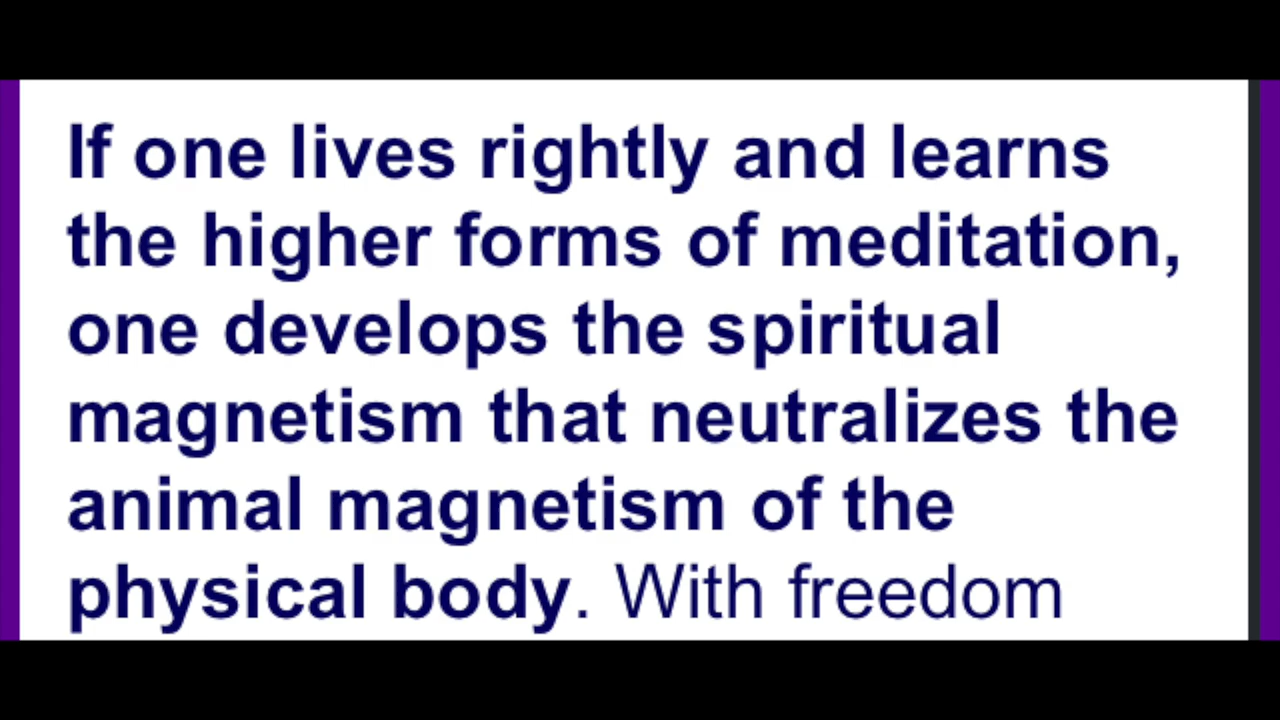 If one lives rightly and learns
the higher forms of meditation,
one develops the spiritual
magnetism that neutralizes the
animal magnetism of the
physical body. With freedom